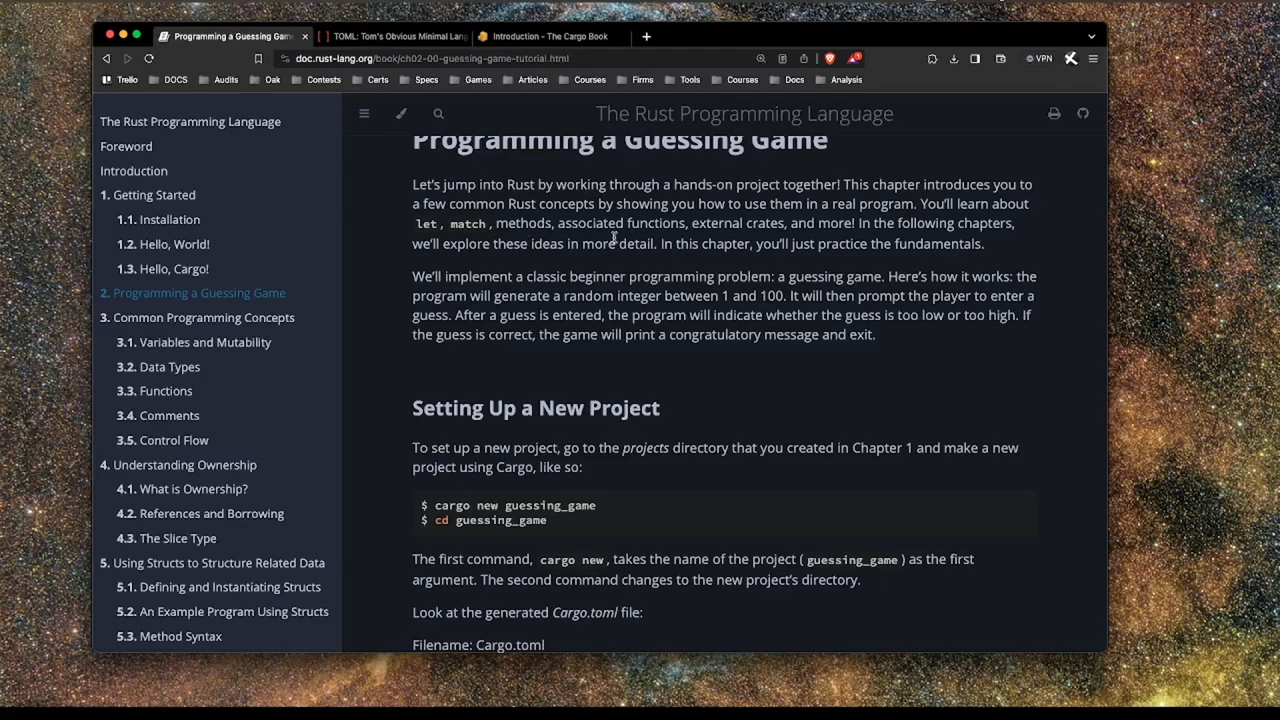 Programming a Guessing Gam
TOML: Tom's Obvious Minimal Lan
Introduction - The Cargo Book
doc.rust-lang.org/book/ch02-00-guessing-game-tutorial.html
VPN
Trello
DOCS
Audits
Oak
Contests
Certs
Specs
Games
Articles
Courses
Firms
Tools
Courses
Docs
Analysis
The Rust Programming Language
Foreword
Introduction
1. Getting Started
1.1. Installation
1.2. Hello, World!
1.3. Hello, Cargo!
2. Programming a Guessing Game
3. Common Programming Concepts
3.1. Variables and Mutability
3.2. Data Types
3.3. Functions
3.4. Comments
3.5. Control Flow
4. Understanding Ownership
4.1. What is Ownership?
4.2. References and Borrowing
4.3. The Slice Type
5. Using Structs to Structure Related Data
5.1. Defining and Instantiating Structs
5.2. An Example Program Using Structs
5.3. Method Syntax
The Rust Programming Language
Programming a Guessing Game
Let's jump into Rust by working through a hands-on project together! This chapter introduces you to
a few common Rust concepts by showing you how to use them in a real program. You'll learn about
let, match, methods, associated functions, external crates, and more! In the following chapters,
we'll explore these ideas in more detail. In this chapter, you'll just practice the fundamentals.
We'll implement a classic beginner programming problem: a guessing game. Here's how it works: the
program will generate a random integer between 1 and 100. It will then prompt the player to enter a
guess. After a guess is entered, the program will indicate whether the guess is too low or too high. If
the guess is correct, the game will print a congratulatory message and exit.
Setting Up a New Project
To set up a new project, go to the projects directory that you created in Chapter 1 and make a new
project using Cargo, like so:
$ cargo new guessing_game
$ cd guessing_game
The first command, cargo new, takes the name of the project (guessing_game) as the first
argument. The second command changes to the new project's directory.
Look at the generated Cargo.toml file:
Filename: Cargo.toml